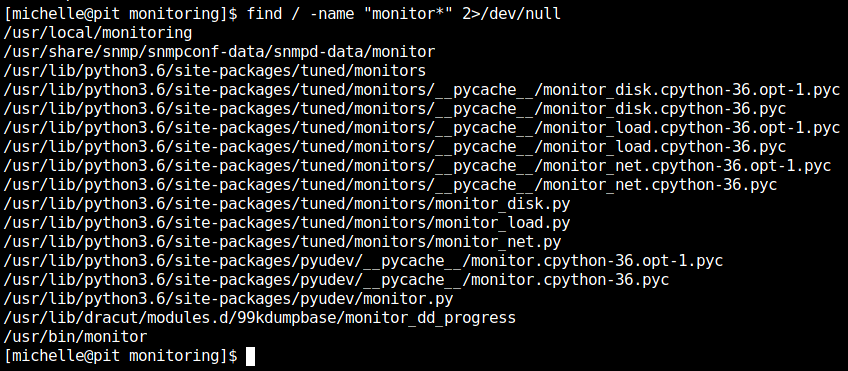 [michelle@pit monitoring]$ find / -name "monitor*" 2>/dev/null
/usr/local/monitoring
/usr/share/snmp/snmpconf-data/snmpd-data/monitor
/usr/lib/python3.6/site-packages/tuned/monitors
/usr/lib/python3.6/site-packages/tuned/monitors/__pycache__/monitor_disk.cpython-36.opt-1.pyc
/usr/lib/python3.6/site-packages/tuned/monitors/__pycache__/monitor_disk.cpython-36.pyc
/usr/lib/python3.6/site-packages/tuned/monitors/__pycache__/monitor_load.cpython-36.opt-1.pyc
/usr/lib/python3.6/site-packages/tuned/monitors/__pycache__/monitor_load.cpython-36.pyc
/usr/lib/python3.6/site-packages/tuned/monitors/__pycache__/monitor_net.cpython-36.opt-1.pyc
/usr/lib/python3.6/site-packages/tuned/monitors/__pycache__/monitor_net.cpython-36.pyc
/usr/lib/python3.6/site-packages/tuned/monitors/monitor_disk.py
/usr/lib/python3.6/site-packages/tuned/monitors/monitor_load.py
/usr/lib/python3.6/site-packages/tuned/monitors/monitor_net.py
/usr/lib/python3.6/site-packages/pyudev/__pycache__/monitor.cpython-36.opt-1.pyc
/usr/lib/python3.6/site-packages/pyudev/__pycache__/monitor.cpython-36.pyc
/usr/lib/python3.6/site-packages/pyudev/monitor.py
/usr/lib/dracut/modules.d/99kdumpbase/monitor_dd_progress
/usr/bin/monitor
[michelle@pit monitoring]$